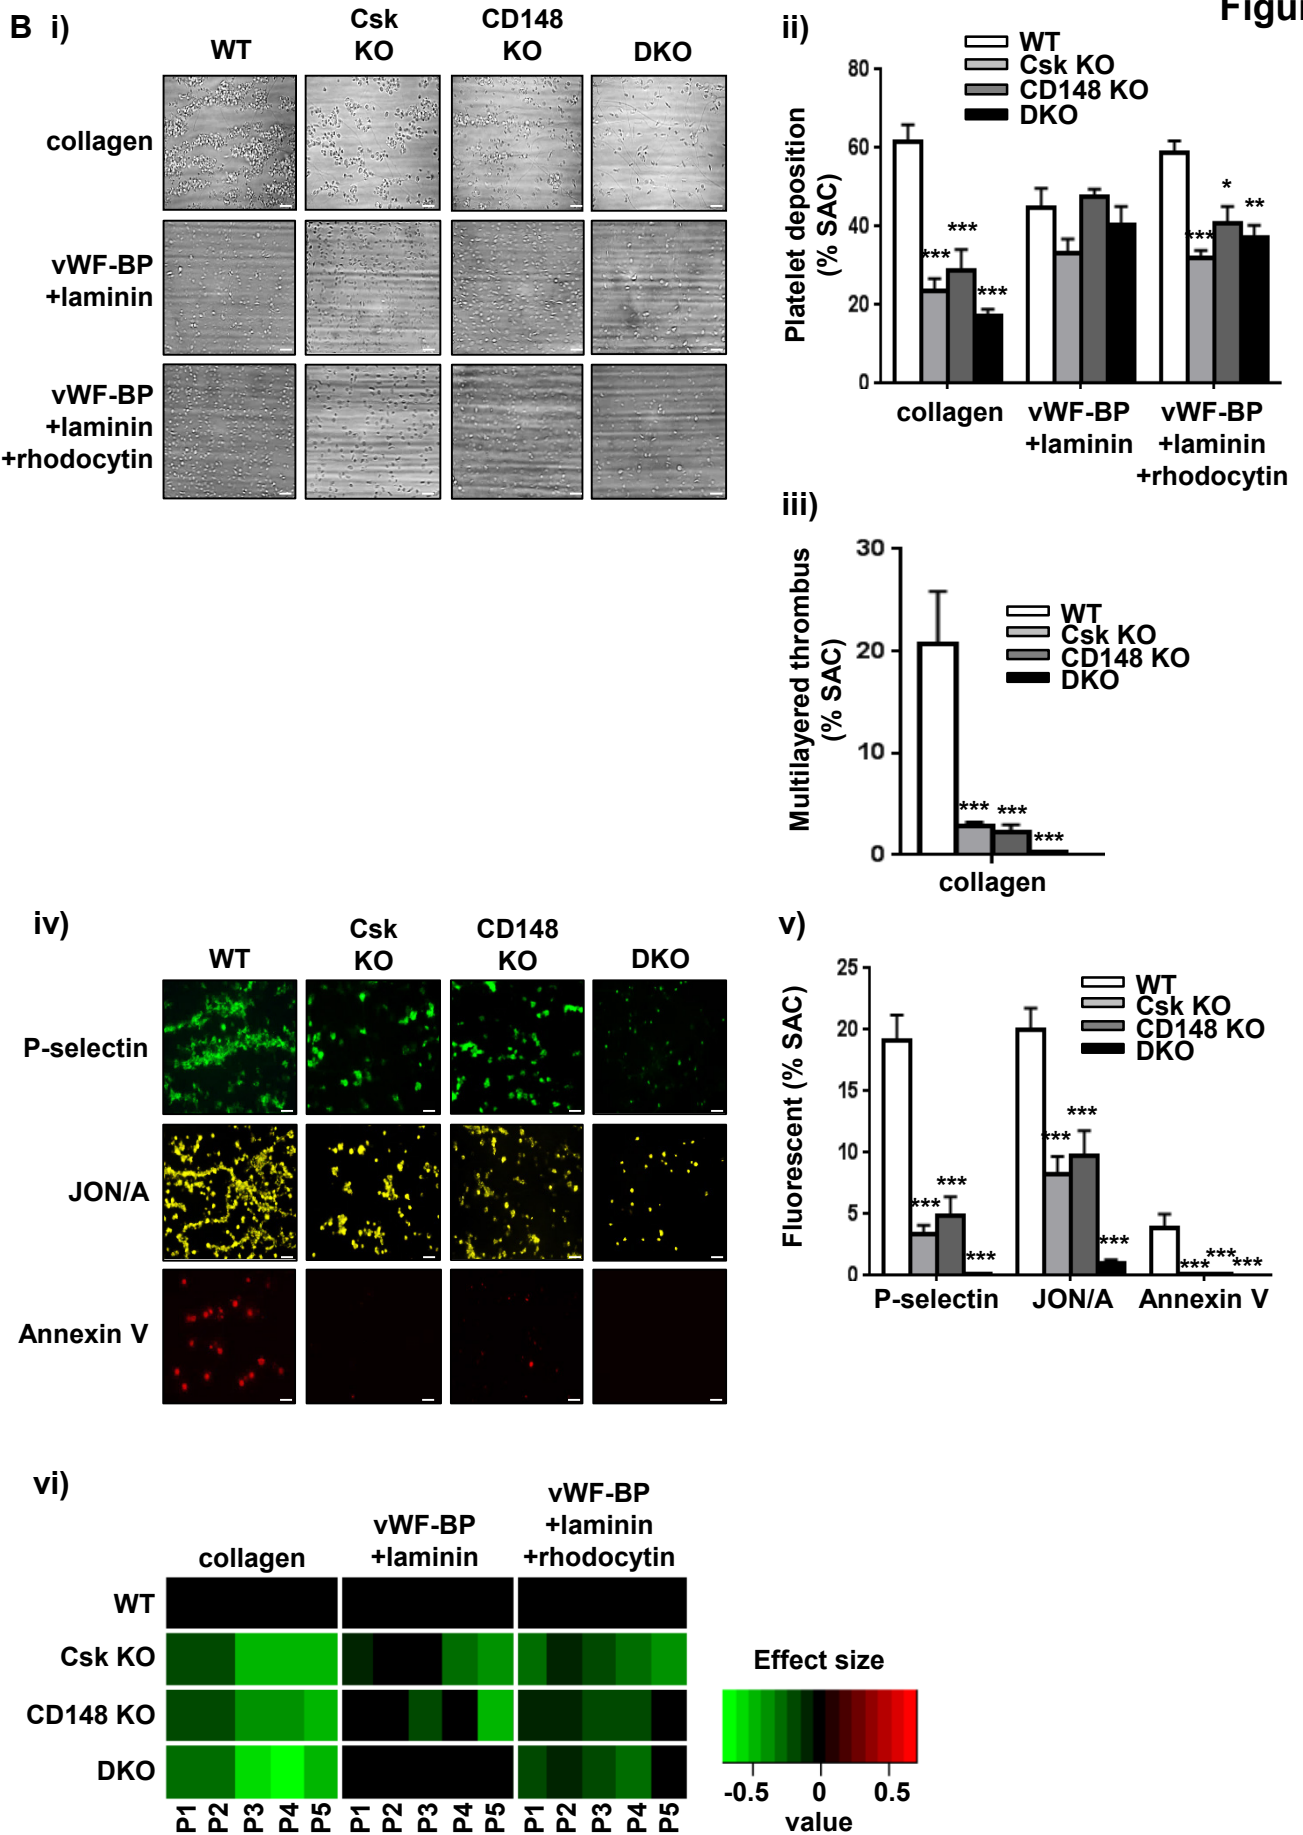 Figur
B i)
WT
Csk
KO
CD148
KO
DKO
collagen
vWF-BP
+laminin
vWF-BP
+laminin
+rhodocytin
ii)
WT
Csk KO
CD148 KO
DKO
Platelet deposition
(% SAC)
80
60
40
20
0
***
***
***
***
*
**
collagen
vWF-BP
+laminin
vWF-BP
+laminin
+rhodocytin
iii)
Multilayered thrombus
(% SAC)
30
20
10
0
WT
Csk KO
CD148 KO
DKO
***
***
***
collagen
iv)
WT
Csk
KO
CD148
KO
DKO
P-selectin
JON/A
Annexin V
v)
Fluorescent (% SAC)
25
20
15
10
5
0
WT
Csk KO
CD148 KO
DKO
***
***
***
***
***
***
***
***
***
P-selectin
JON/A
Annexin V
vi)
collagen
vWF-BP
+laminin
vWF-BP
+laminin
+rhodocytin
WT
Csk KO
CD148 KO
DKO
P1 P2 P3 P4 P5 P1 P2 P3 P4 P5 P1 P2 P3 P4 P5
Effect size
-0.5 0 0.5
value